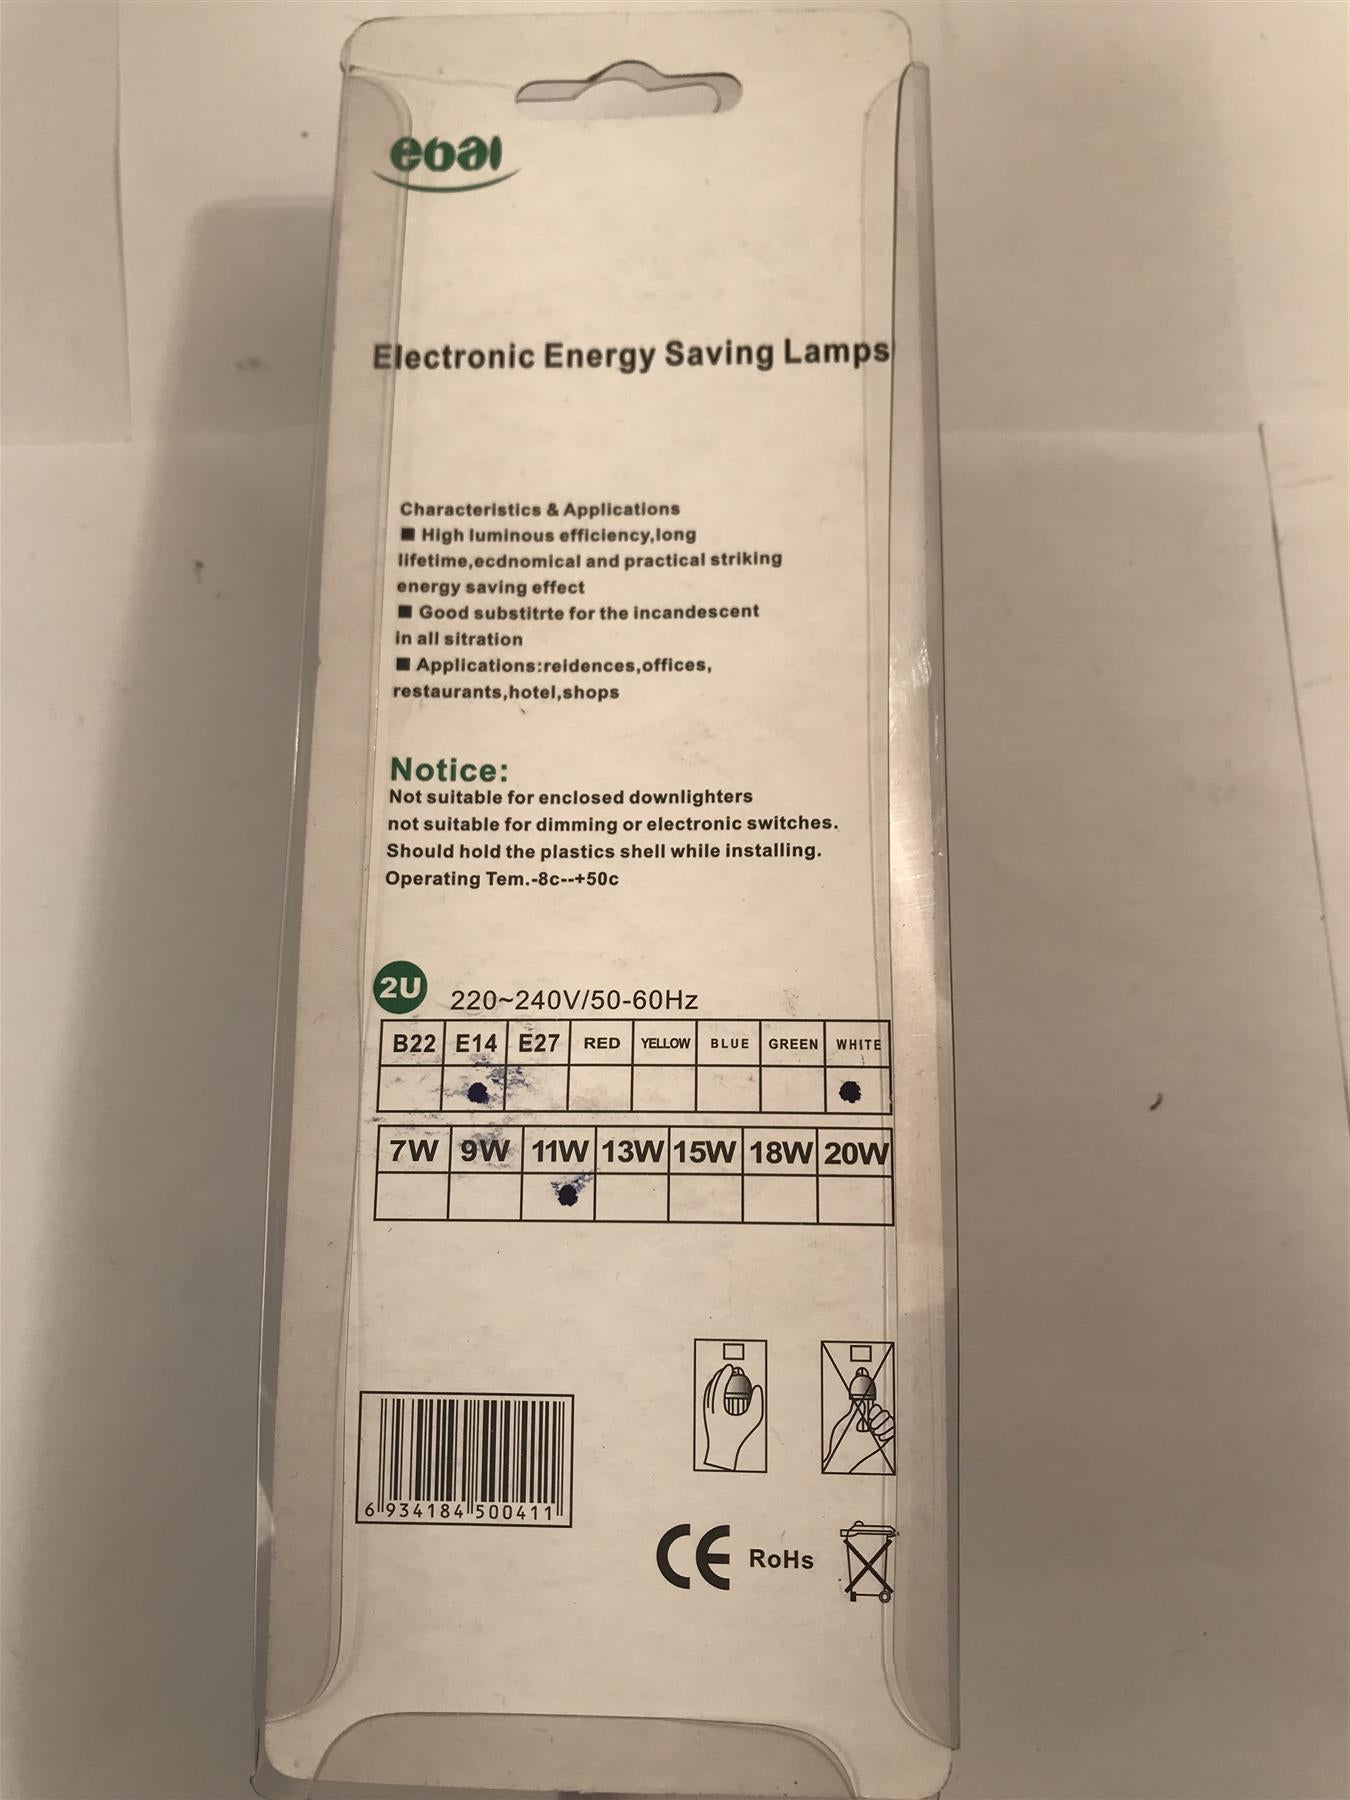 eoal
Electronic Energy Saving Lamps
Characteristics & Applications
■ High luminous efficiency,long
lifetime,ecdnomical and practical striking
energy saving effect
■ Good substitrte for the incandescent
in all sitration
■ Applications:reidences,offices,
restaurants,hotel,shops
Notice:
Not suitable for enclosed downlighters
not suitable for dimming or electronic switches.
Should hold the plastics shell while installing.
Operating Tem.-8c--+50c
2U 220~240V/50-60Hz
B22 E14 E27 RED YELLOW BLUE GREEN WHITE
7W 9W 11W 13W 15W 18W 20W
6 934184 500411
CE RoHs